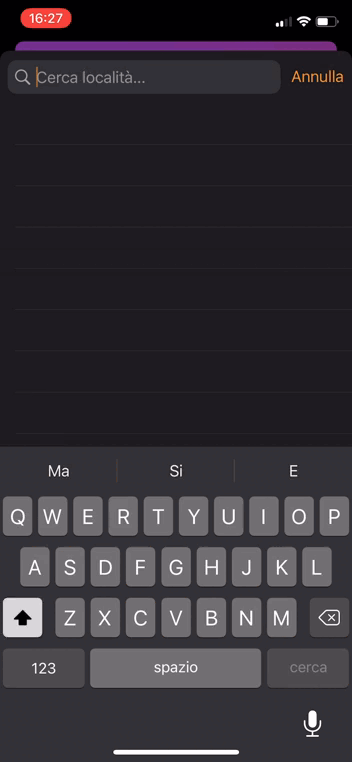 16:27
Cerca località...
Annulla
Ma Si E
Q W E R T Y U I O P
A S D F G H J K L
Z X C V B N M
123 spazio cerca